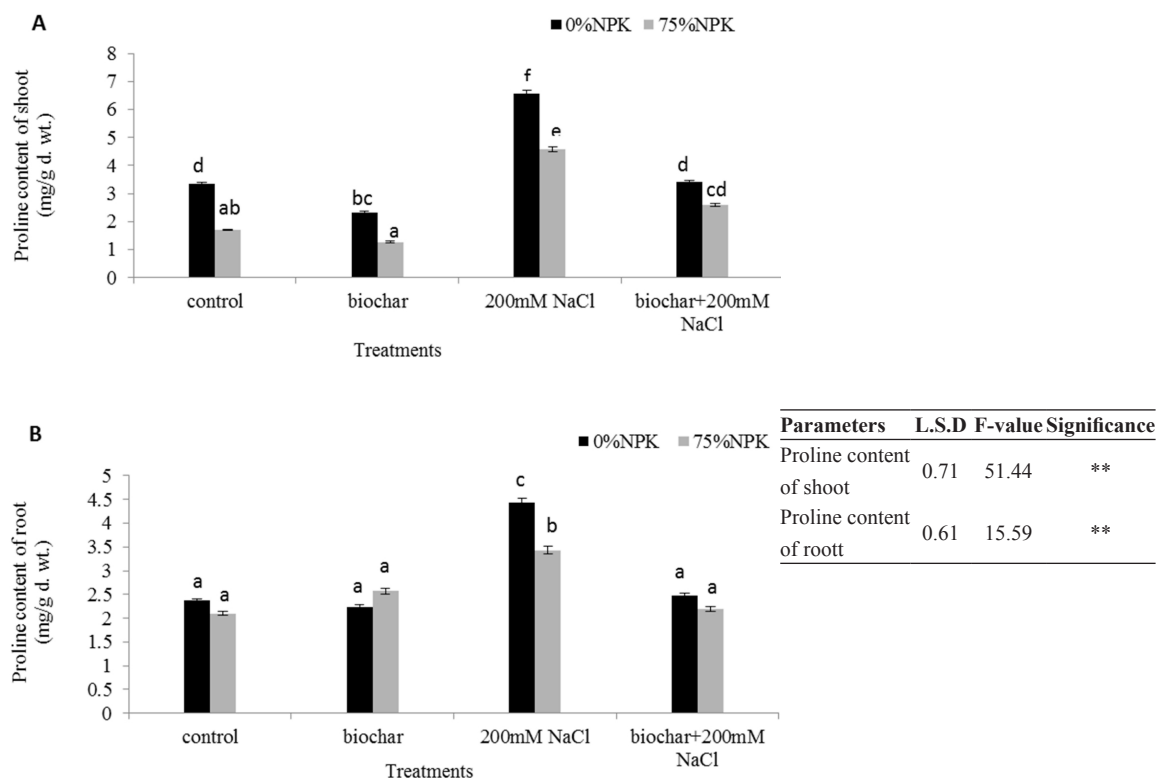 A
0%NPK 75%NPK
Proline content of shoot
(mg/g d. wt.)
8
7
6
5
4
3
2
1
0
d
ab
bc
a
f
e
d
cd
control
biochar
200mM NaCl
biochar+200mM
NaCl
Treatments
B
0%NPK 75%NPK
Proline content of root
(mg/g d. wt.)
5
4.5
4
3.5
3
2.5
2
1.5
1
0.5
0
a
a
a
a
c
b
a
a
control
biochar
200mM NaCl
biochar+200mM
NaCl
Treatments
Parameters L.S.D F-value Significance
Proline content
of shoot 0.71 51.44 **
Proline content
of roott 0.61 15.59 **